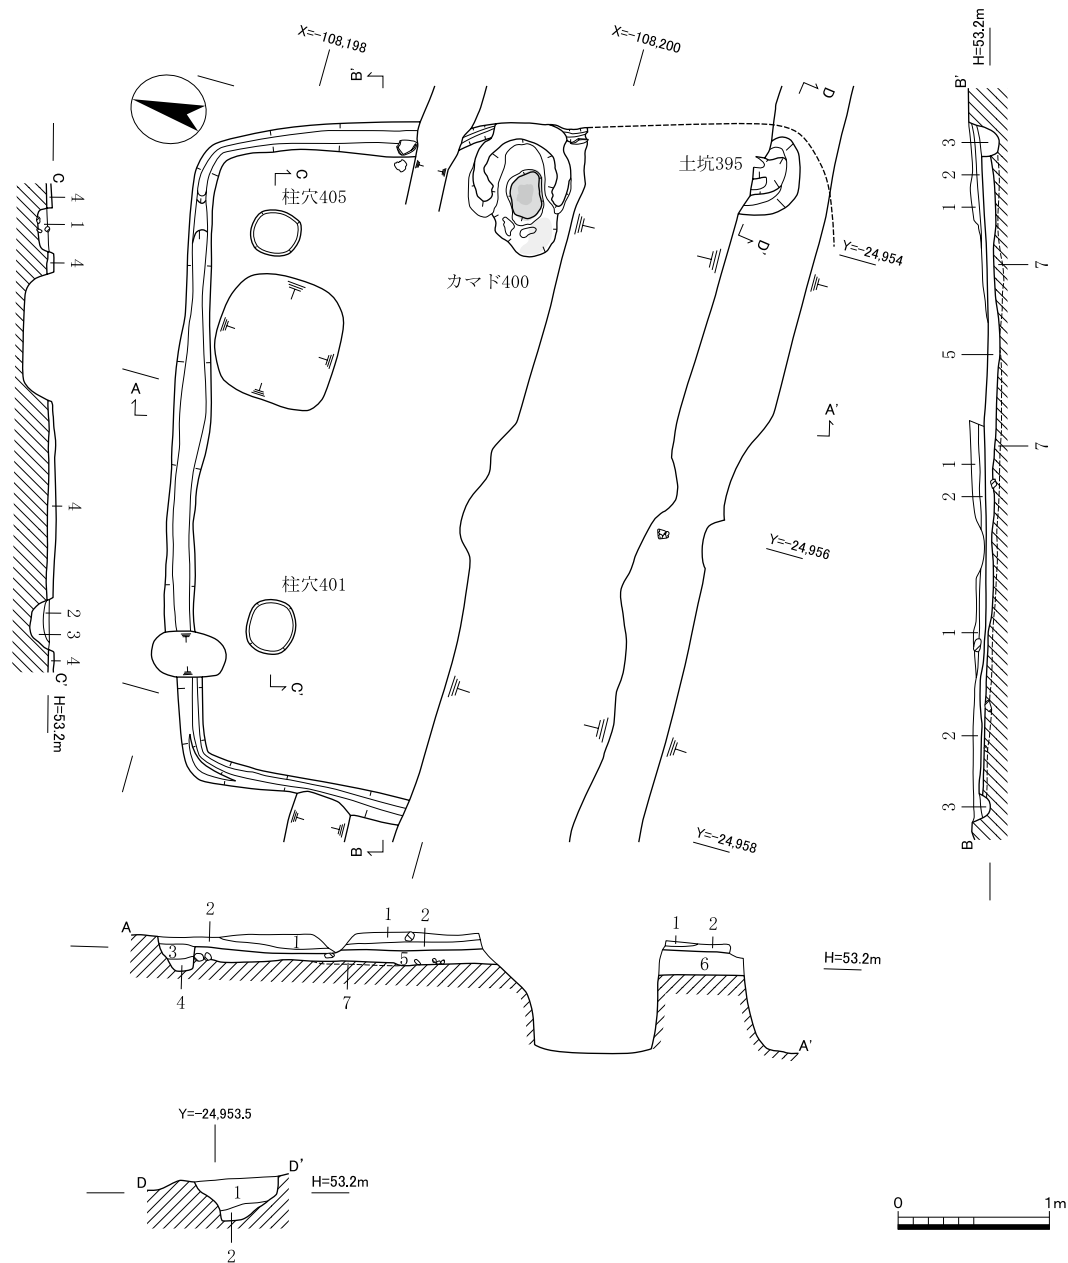 X=-108,198
X=-108,200
B'
D
H=53.2m
B'
C
4
1
4
C
柱穴405
土坑395
D'
カマド400
Y=-24,954
3
2
1
7
5
A
A'
4
7
1
2
Y=-24,956
柱穴401
2
3
4
C'
H=53.2m
C'
1
2
3
B
Y=-24,958
B
A
2
1
1
2
3
5
4
7
1
2
6
H=53.2m
A'
Y=-24,953.5
D
D'
1
H=53.2m
2
0
1m